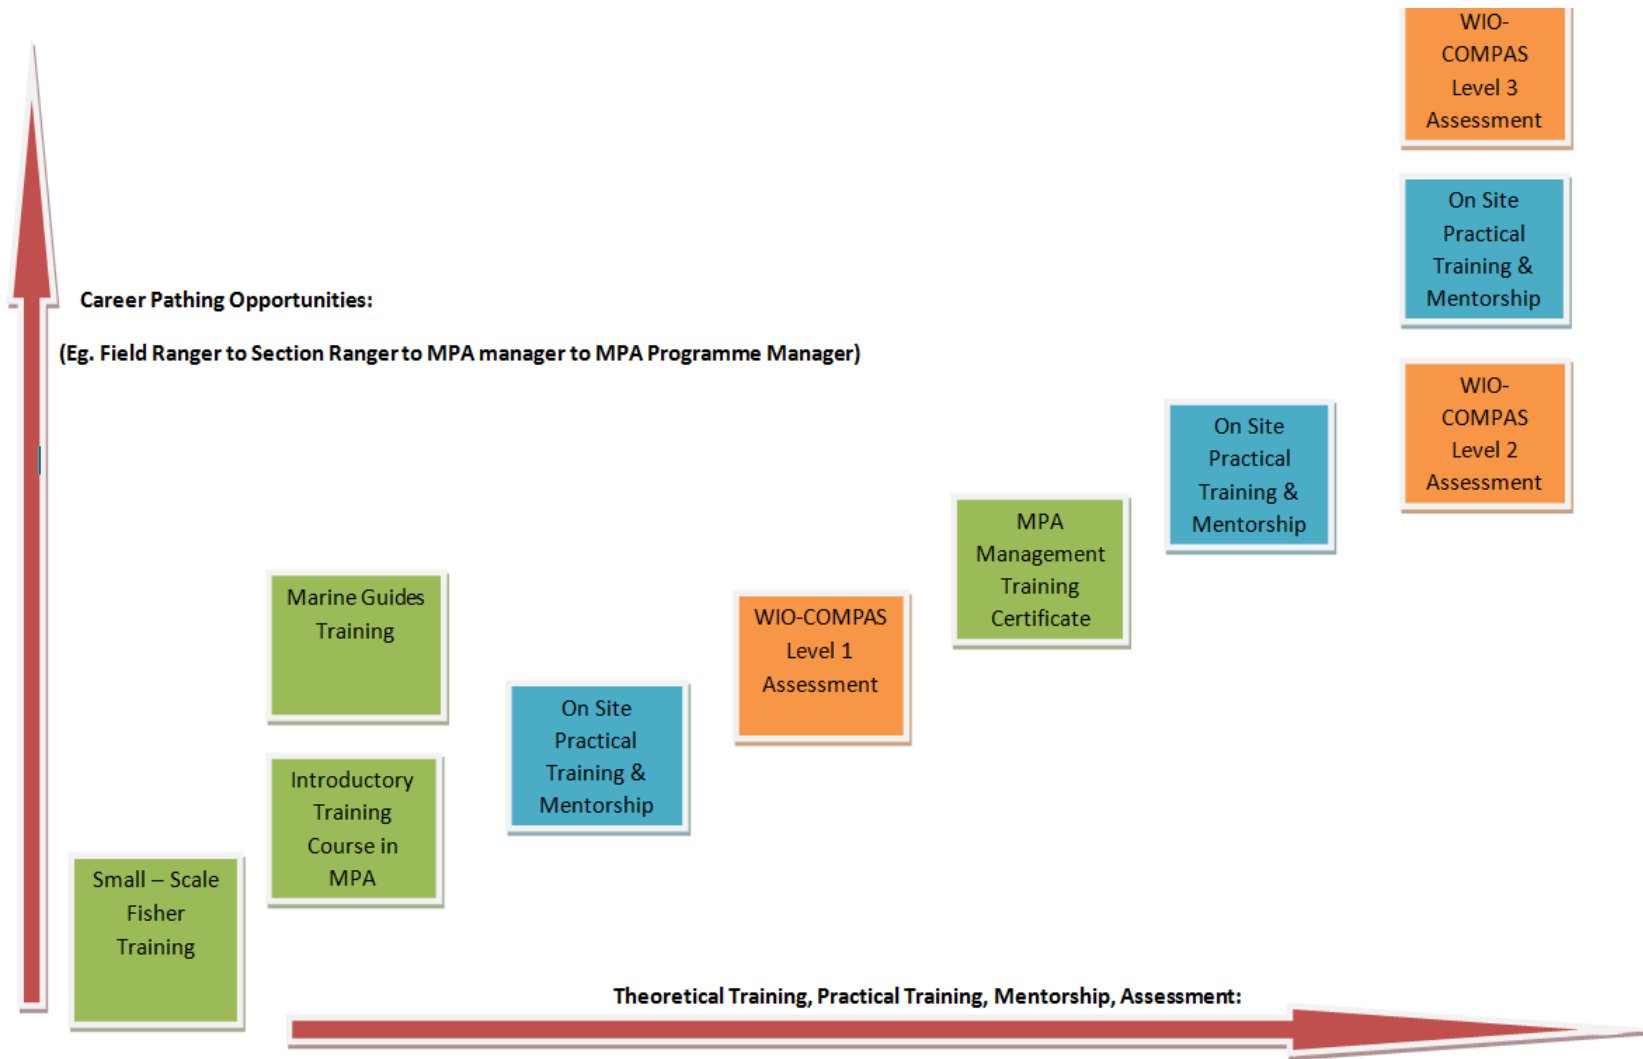 WIO-
COMPAS
Level 3
Assessment
On Site
Practical
Training &
Mentorship
Career Pathing Opportunities:
(Eg. Field Ranger to Section Ranger to MPA manager to MPA Programme Manager)
WIO-
COMPAS
Level 2
Assessment
On Site
Practical
Training &
Mentorship
MPA
Management
Training
Certificate
Marine Guides
Training
WIO-COMPAS
Level 1
Assessment
On Site
Practical
Training &
Mentorship
Introductory
Training
Course in
MPA
Small – Scale
Fisher
Training
Theoretical Training, Practical Training, Mentorship, Assessment: